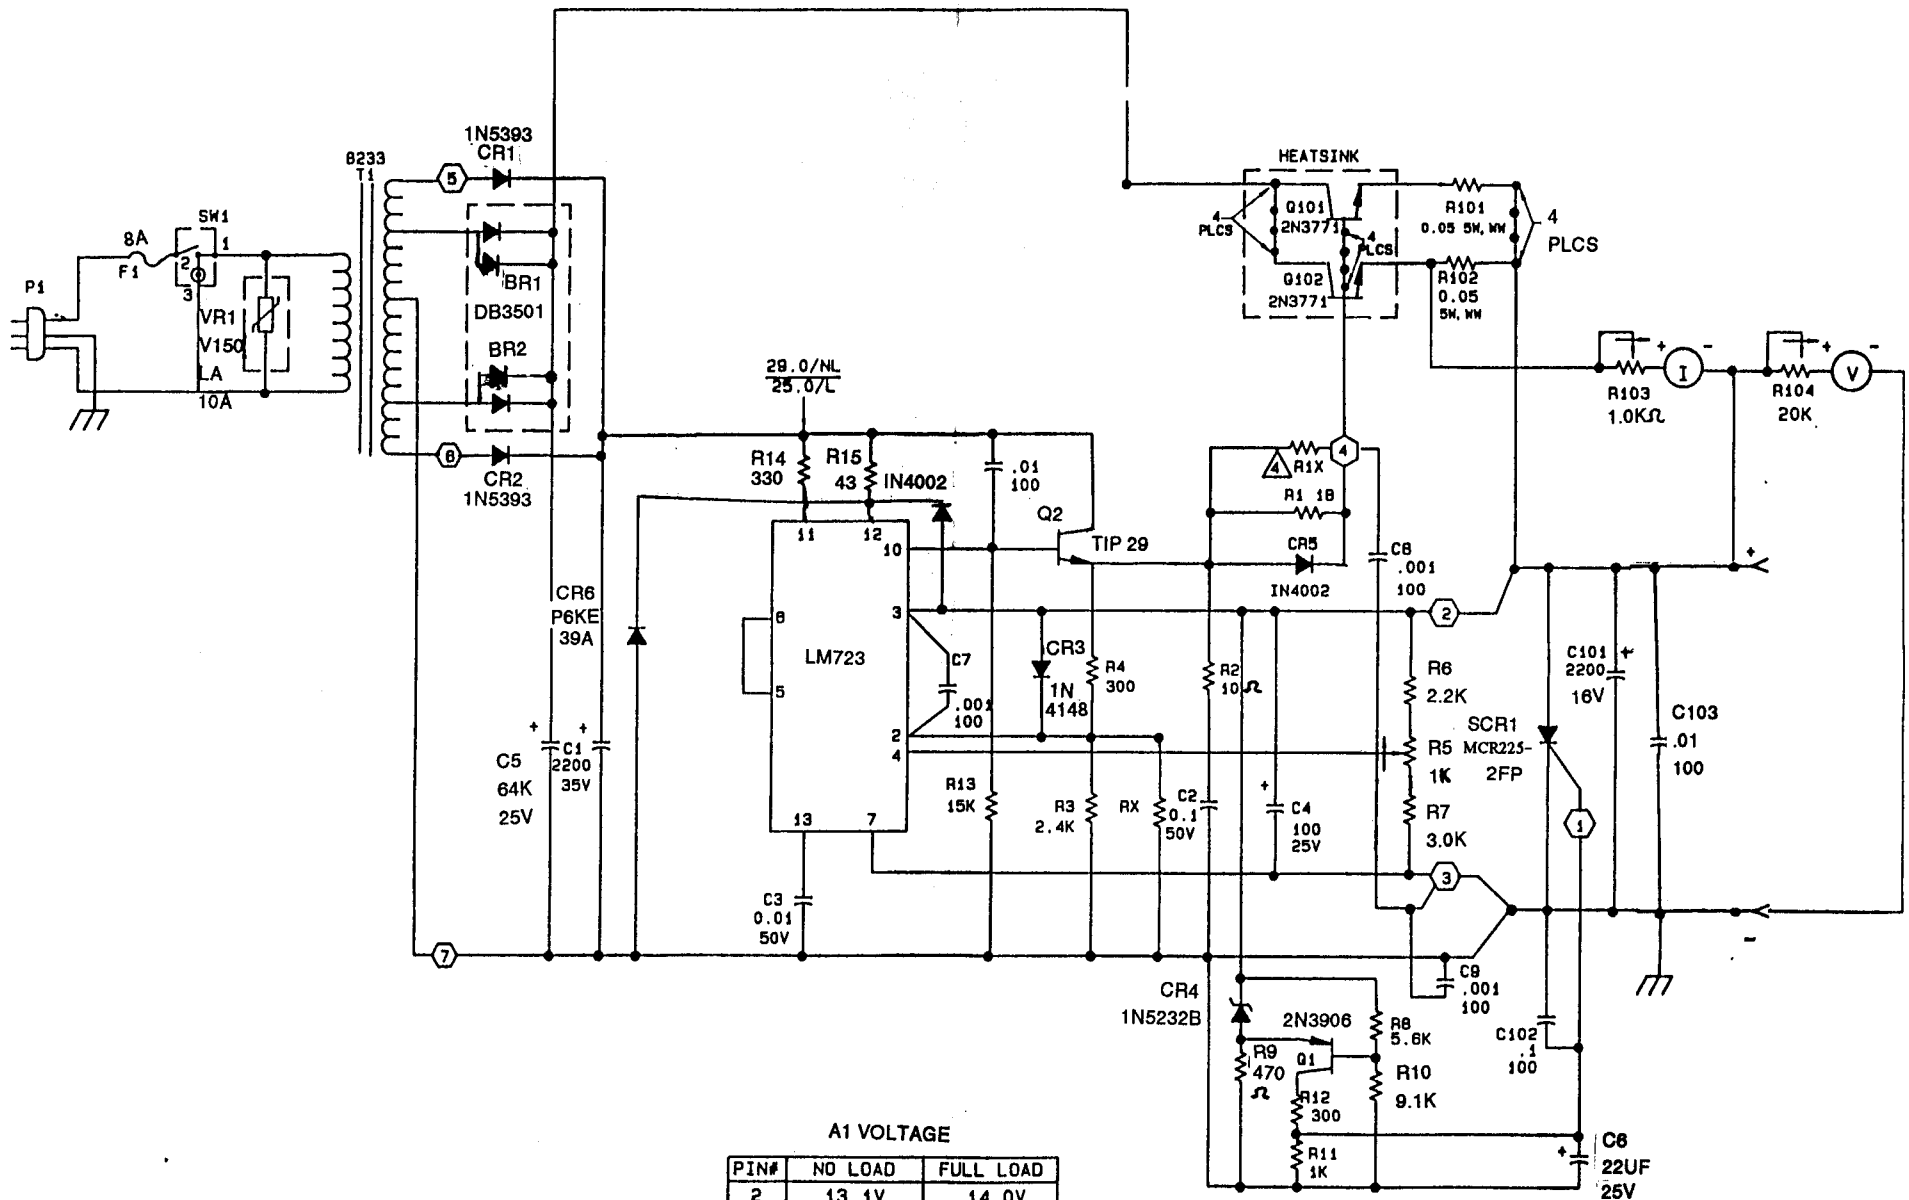 1N5393
CR1
5
8233
T1
8A
F1
SW1
1
2
3
P1
VR1
V150
LA
10A
BR1
DB3501
BR2
6
CR2
1N5393
HEATSINK
4
PLCS
Q101
2N3771
4
PLCS
Q102
2N3771
R101
0.05 5W, WW
R102
0.05
5W, WW
4
PLCS
+
I
-
R103
1.0KΩ
+
V
-
R104
20K
29.0/NL
25.0/L
R14
330
R15
43
IN4002
.01
100
11
12
10
Q2
TIP 29
4
R1X
4
R1 18
CR5
IN4002
C8
.001
100
CR6
P6KE
39A
6
5
LM723
3
C7
.001
100
2
4
13
7
CR3
1N
4148
R4
300
R2
10Ω
2
R6
2.2K
R5
1K
R7
3.0K
3
SCR1
MCR225-
2FP
1
C101
2200
16V
+
C103
.01
100
+
-
+
C5
64K
25V
+
C1
2200
35V
R13
15K
R3
2.4K
RX
C2
0.1
50V
+
C4
100
25V
C3
0.01
50V
7
C9
.001
100
CR4
1N5232B
2N3906
Q1
R9
470
Ω
R8
5.6K
R10
9.1K
R12
300
R11
1K
C102
.1
100
+
C6
22UF
25V
A1 VOLTAGE
PIN# NO LOAD FULL LOAD
2 13.1V 14.0V